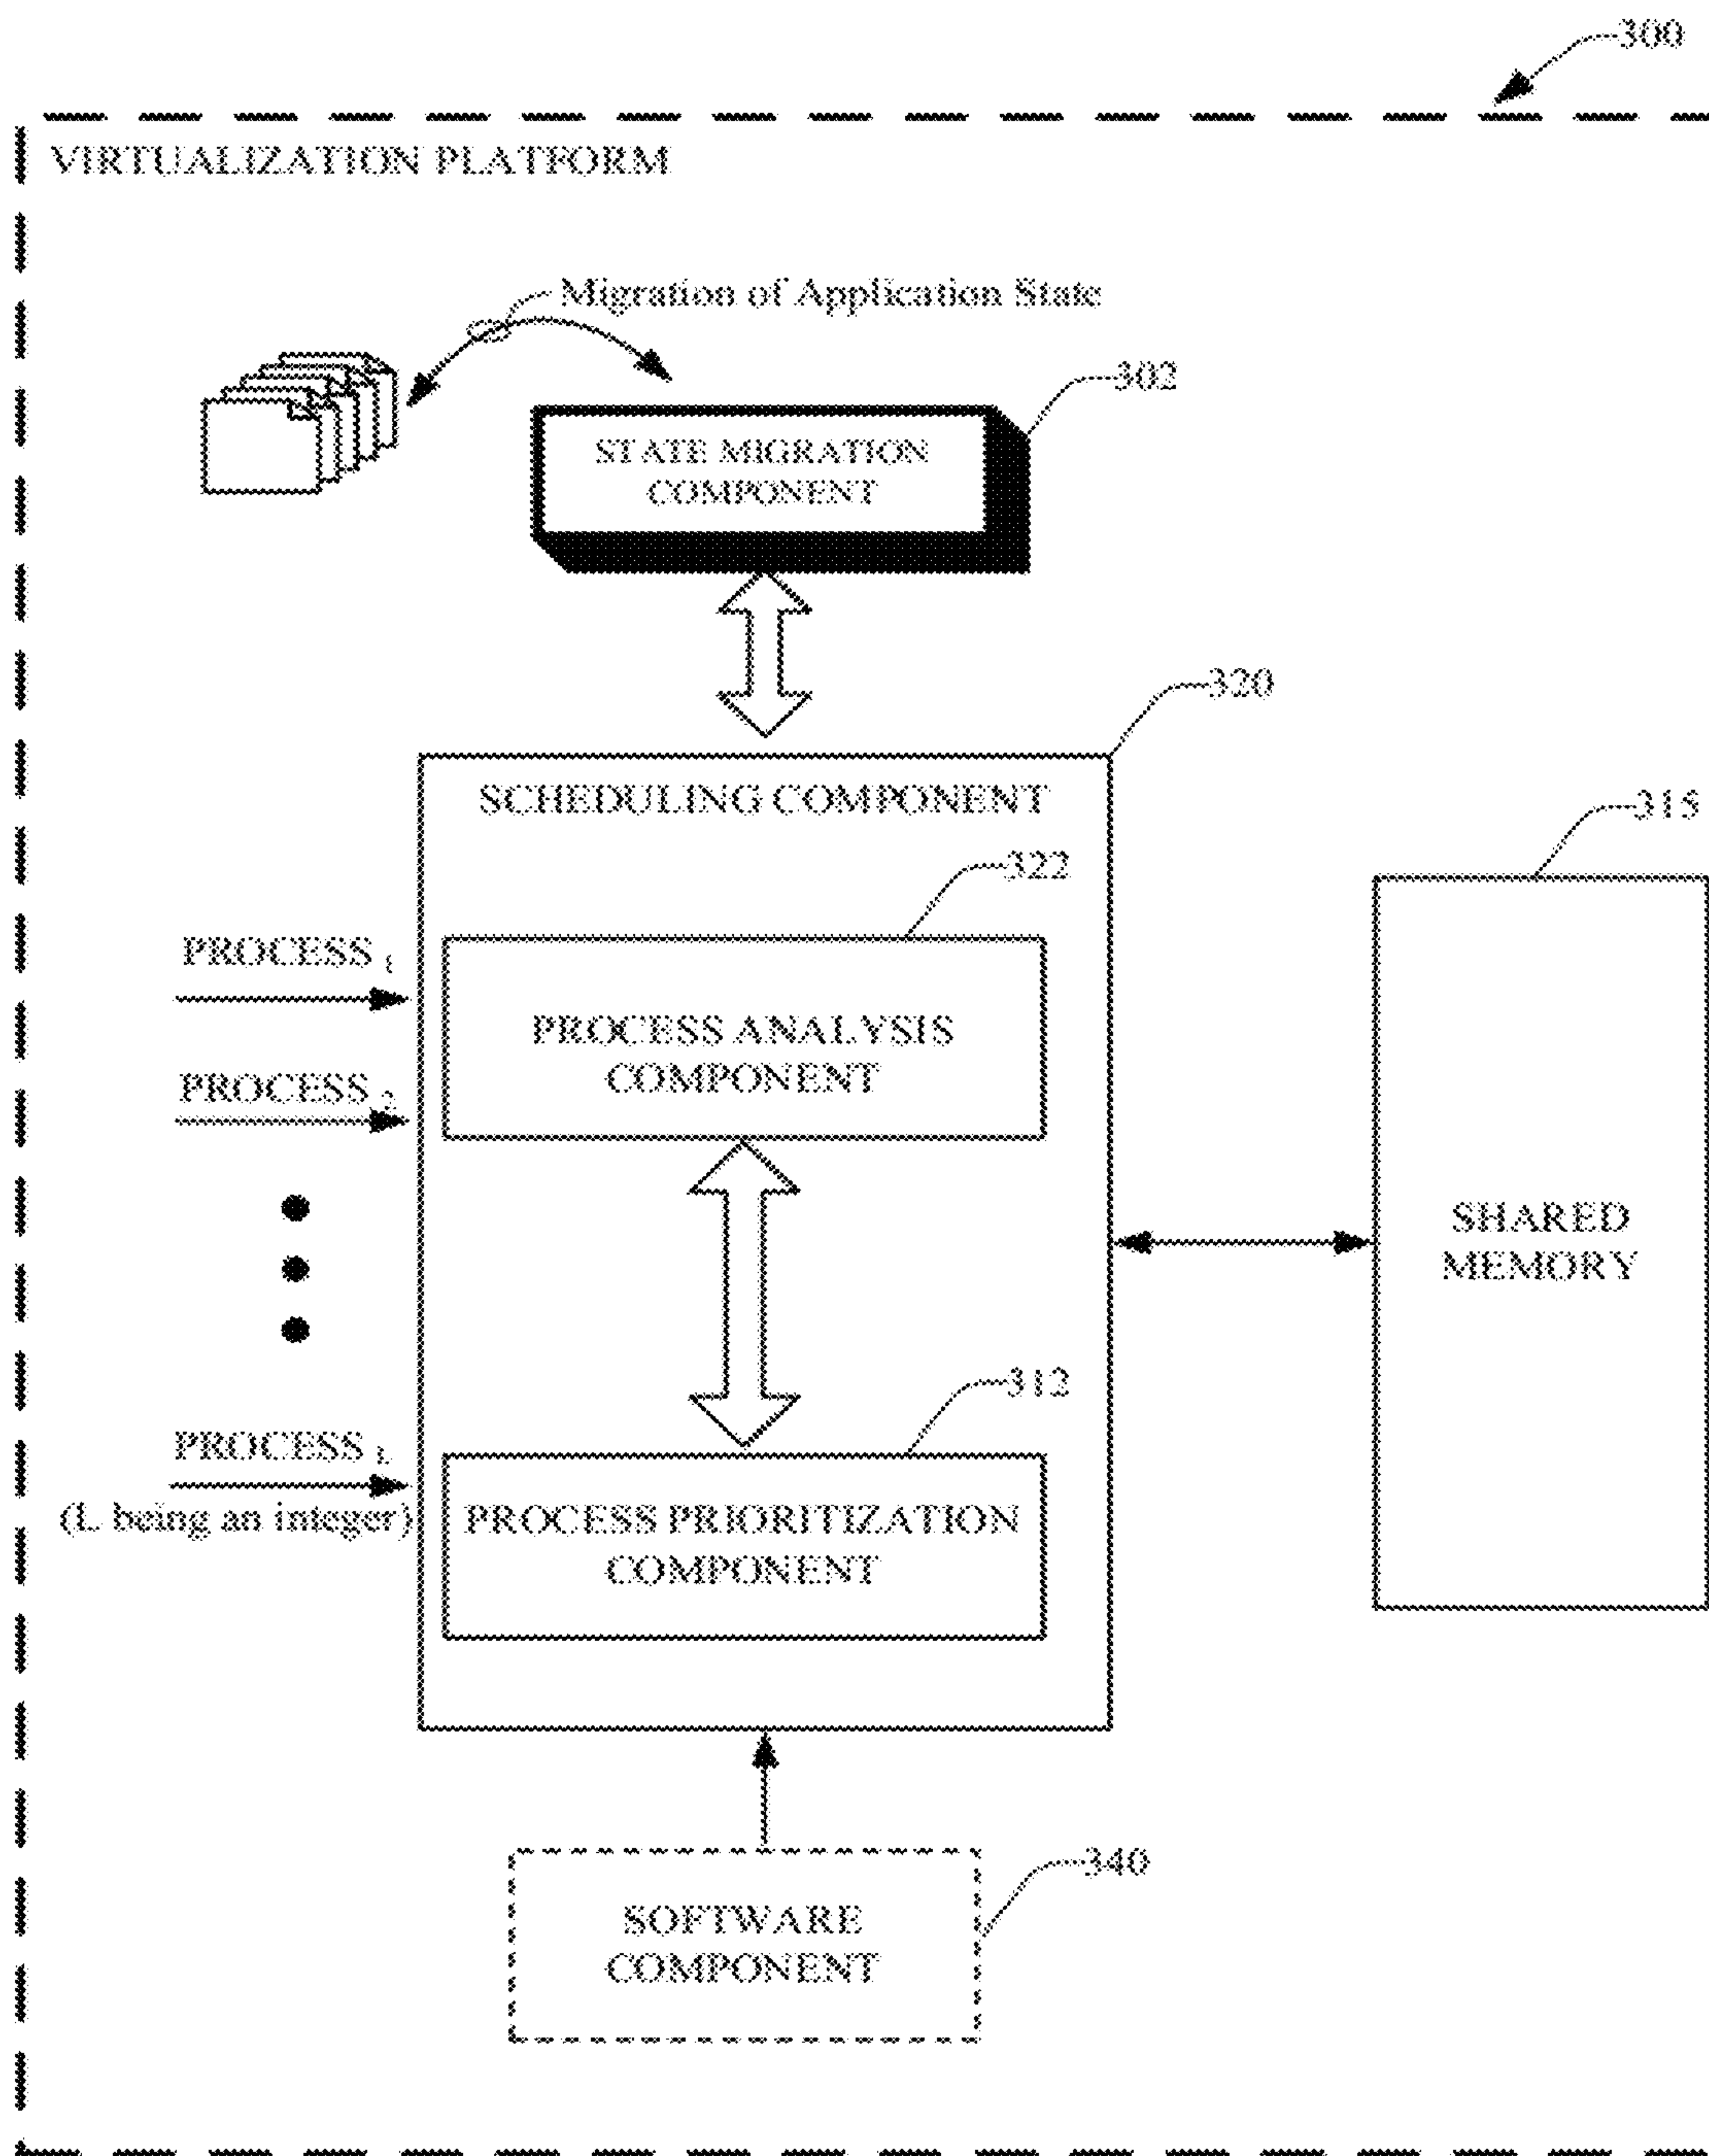 300
VIRTUALIZATION PLATFORM
Migration of Application State
302
STATE MIGRATION
COMPONENT
320
SCHEDULING COMPONENT
315
322
PROCESS 1
PROCESS ANALYSIS
COMPONENT
PROCESS 2
SHARED
MEMORY
312
PROCESS L
(L being an integer)
PROCESS PRIORITIZATION
COMPONENT
340
SOFTWARE
COMPONENT